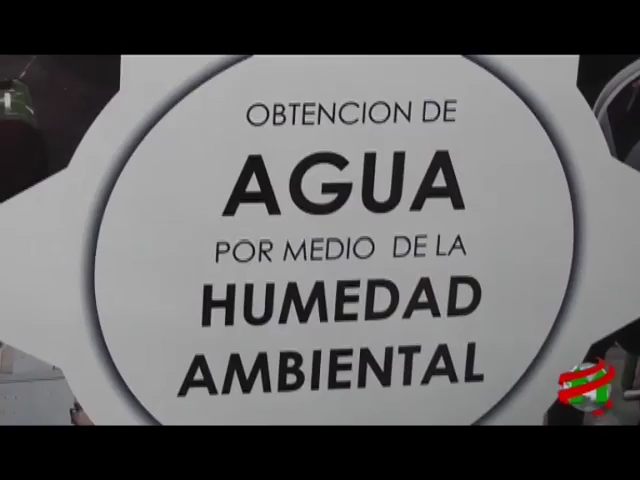 OBTENCION DE
AGUA
POR MEDIO DE LA
HUMEDAD
AMBIENTAL